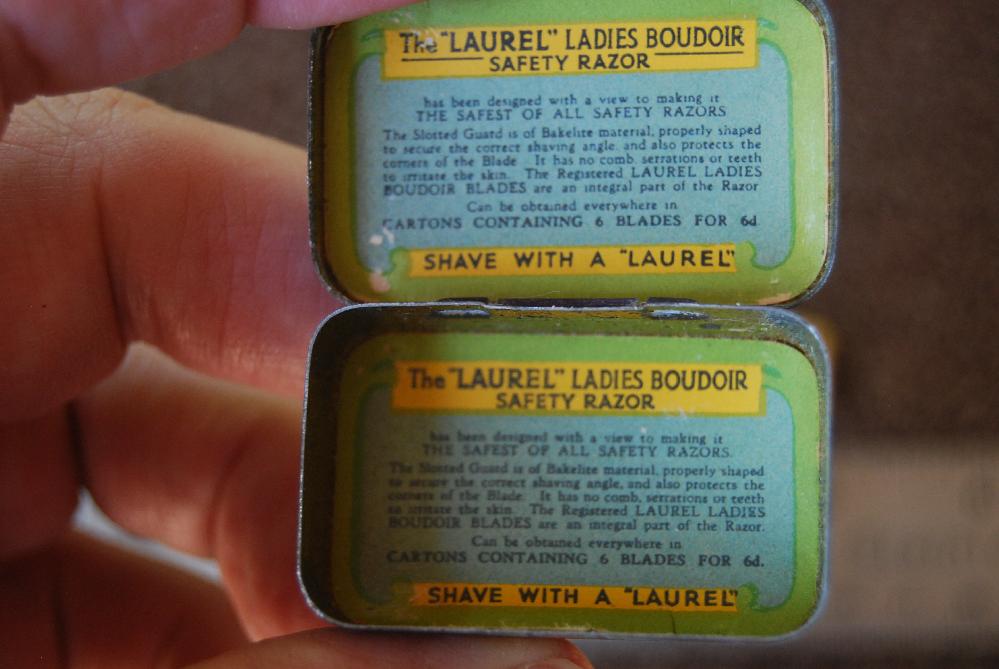 The "LAUREL" LADIES BOUDOIR
SAFETY RAZOR
has been designed with a view to making it
THE SAFEST OF ALL SAFETY RAZORS
The Slotted Guard is of Bakelite material, properly shaped
to secure the correct shaving angle, and also protects the
corners of the Blade. It has no comb, serrations or teeth
to irritate the skin. The Registered LAUREL LADIES
BOUDOIR BLADES are an integral part of the Razor
Can be obtained everywhere in
CARTONS CONTAINING 6 BLADES FOR 6d
SHAVE WITH A "LAUREL"
The "LAUREL" LADIES BOUDOIR
SAFETY RAZOR
has been designed with a view to making it
THE SAFEST OF ALL SAFETY RAZORS.
The Slotted Guard is of Bakelite material, properly shaped
to secure the correct shaving angle, and also protects the
corners of the Blade. It has no comb, serrations or teeth
to irritate the skin. The Registered LAUREL LADIES
BOUDOIR BLADES are an integral part of the Razor.
Can be obtained everywhere in
CARTONS CONTAINING 6 BLADES FOR 6d.
SHAVE WITH A "LAUREL"